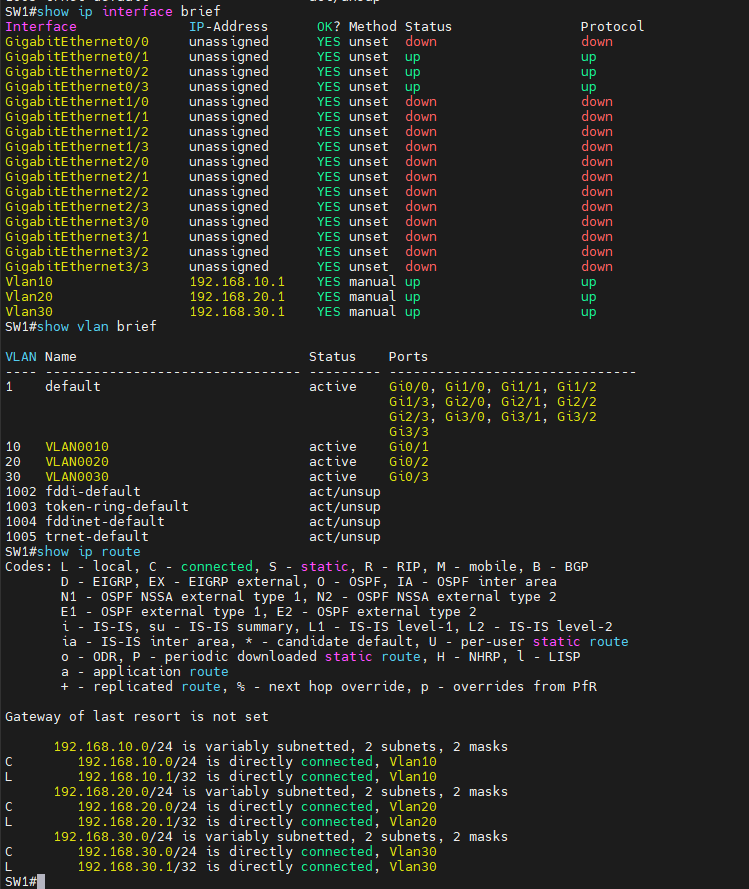 SW1#show ip interface brief
Interface              IP-Address      OK? Method Status                Protocol
GigabitEthernet0/0     unassigned      YES unset  down                  down
GigabitEthernet0/1     unassigned      YES unset  up                    up
GigabitEthernet0/2     unassigned      YES unset  up                    up
GigabitEthernet0/3     unassigned      YES unset  up                    up
GigabitEthernet1/0     unassigned      YES unset  down                  down
GigabitEthernet1/1     unassigned      YES unset  down                  down
GigabitEthernet1/2     unassigned      YES unset  down                  down
GigabitEthernet1/3     unassigned      YES unset  down                  down
GigabitEthernet2/0     unassigned      YES unset  down                  down
GigabitEthernet2/1     unassigned      YES unset  down                  down
GigabitEthernet2/2     unassigned      YES unset  down                  down
GigabitEthernet2/3     unassigned      YES unset  down                  down
GigabitEthernet3/0     unassigned      YES unset  down                  down
GigabitEthernet3/1     unassigned      YES unset  down                  down
GigabitEthernet3/2     unassigned      YES unset  down                  down
GigabitEthernet3/3     unassigned      YES unset  down                  down
Vlan10                 192.168.10.1    YES manual up                    up
Vlan20                 192.168.20.1    YES manual up                    up
Vlan30                 192.168.30.1    YES manual up                    up
SW1#show vlan brief
VLAN Name                             Status    Ports
---- -------------------------------- --------- -------------------------------
1    default                          active    Gi0/0, Gi1/0, Gi1/1, Gi1/2
                                                Gi1/3, Gi2/0, Gi2/1, Gi2/2
                                                Gi2/3, Gi3/0, Gi3/1, Gi3/2
                                                Gi3/3
10   VLAN0010                         active    Gi0/1
20   VLAN0020                         active    Gi0/2
30   VLAN0030                         active    Gi0/3
1002 fddi-default                     act/unsup
1003 token-ring-default               act/unsup
1004 fddinet-default                  act/unsup
1005 trnet-default                    act/unsup
SW1#show ip route
Codes: L - local, C - connected, S - static, R - RIP, M - mobile, B - BGP
       D - EIGRP, EX - EIGRP external, O - OSPF, IA - OSPF inter area
       N1 - OSPF NSSA external type 1, N2 - OSPF NSSA external type 2
       E1 - OSPF external type 1, E2 - OSPF external type 2
       i - IS-IS, su - IS-IS summary, L1 - IS-IS level-1, L2 - IS-IS level-2
       ia - IS-IS inter area, * - candidate default, U - per-user static route
       o - ODR, P - periodic downloaded static route, H - NHRP, l - LISP
       a - application route
       + - replicated route, % - next hop override, p - overrides from PfR
Gateway of last resort is not set
      192.168.10.0/24 is variably subnetted, 2 subnets, 2 masks
C        192.168.10.0/24 is directly connected, Vlan10
L        192.168.10.1/32 is directly connected, Vlan10
      192.168.20.0/24 is variably subnetted, 2 subnets, 2 masks
C        192.168.20.0/24 is directly connected, Vlan20
L        192.168.20.1/32 is directly connected, Vlan20
      192.168.30.0/24 is variably subnetted, 2 subnets, 2 masks
C        192.168.30.0/24 is directly connected, Vlan30
L        192.168.30.1/32 is directly connected, Vlan30
SW1#